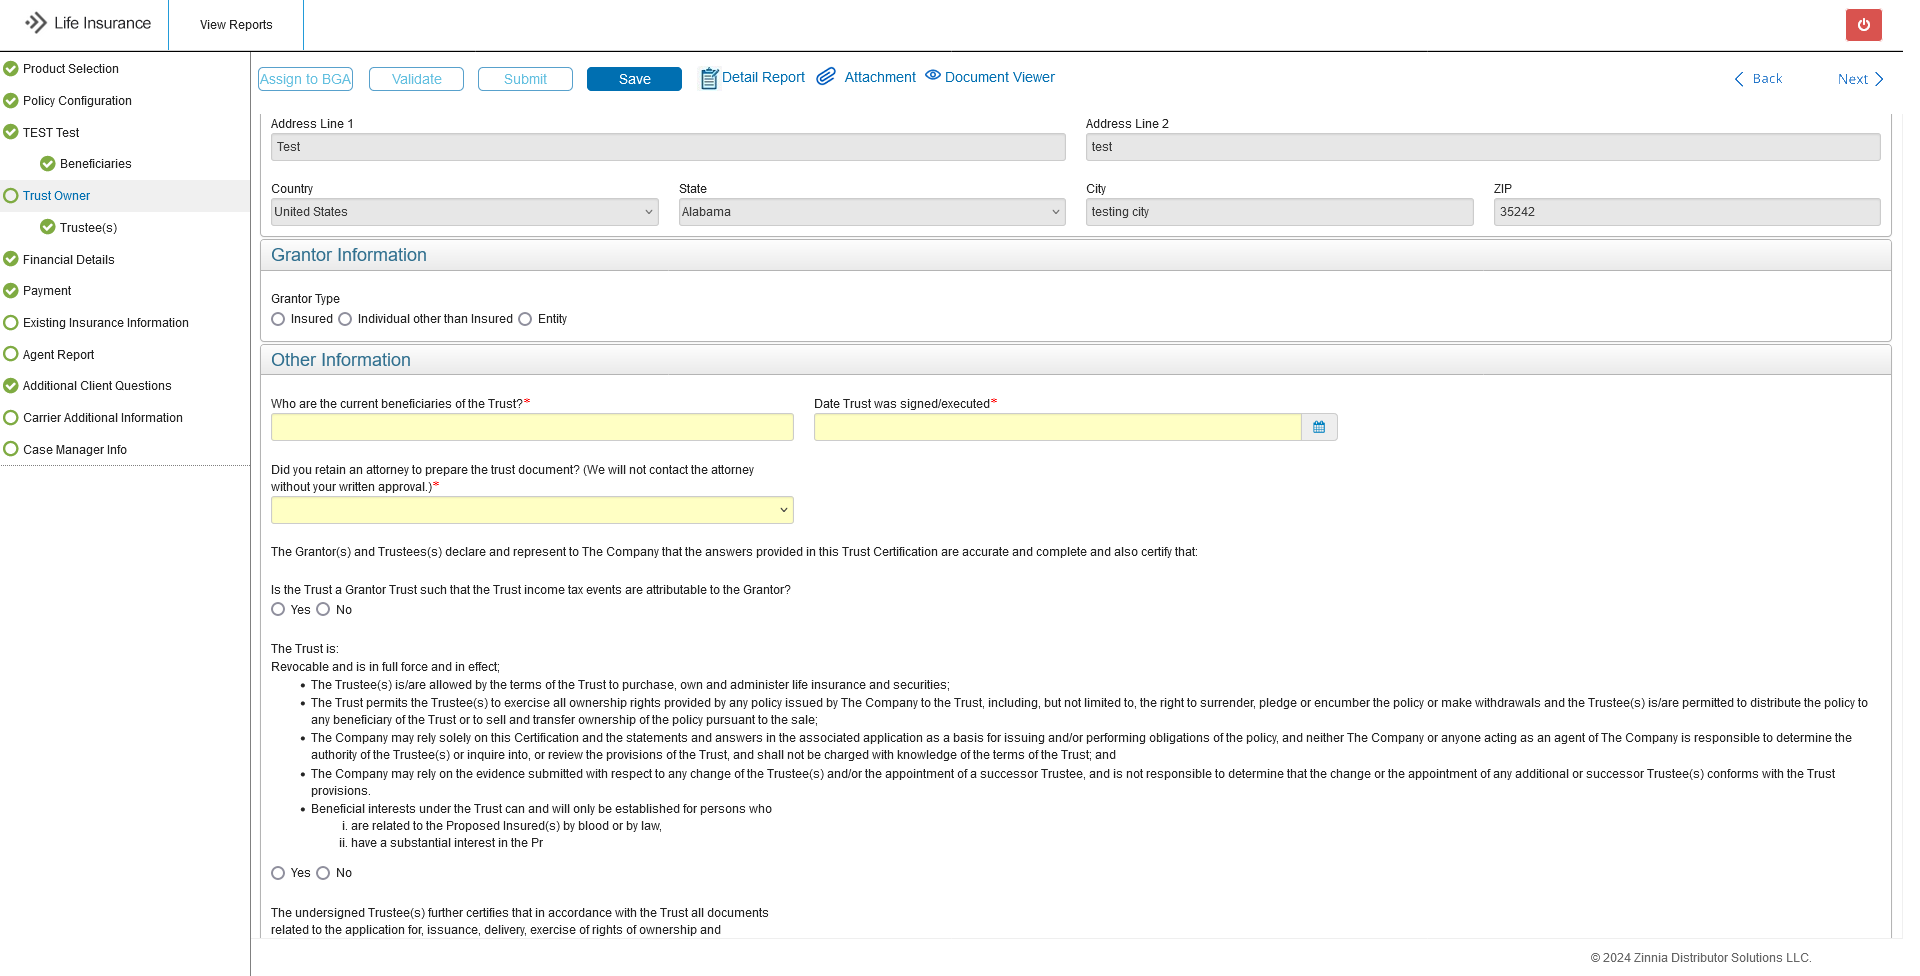 Life Insurance
View Reports
Product Selection
Policy Configuration
TEST Test
Beneficiaries
Trust Owner
Trustee(s)
Financial Details
Payment
Existing Insurance Information
Agent Report
Additional Client Questions
Carrier Additional Information
Case Manager Info
Assign to BGA Validate Submit Save Detail Report Attachment Document Viewer Back Next
Address Line 1 Address Line 2
Test test
Country State City ZIP
United States Alabama testing city 35242
Grantor Information
Grantor Type
Insured Individual other than Insured Entity
Other Information
Who are the current beneficiaries of the Trust?* Date Trust was signed/executed*
Did you retain an attorney to prepare the trust document? (We will not contact the attorney
without your written approval.)*
The Grantor(s) and Trustees(s) declare and represent to The Company that the answers provided in this Trust Certification are accurate and complete and also certify that:
Is the Trust a Grantor Trust such that the Trust income tax events are attributable to the Grantor?
Yes No
The Trust is:
Revocable and is in full force and in effect;
• The Trustee(s) is/are allowed by the terms of the Trust to purchase, own and administer life insurance and securities;
• The Trust permits the Trustee(s) to exercise all ownership rights provided by any policy issued by The Company to the Trust, including, but not limited to, the right to surrender, pledge or encumber the policy or make withdrawals and the Trustee(s) is/are permitted to distribute the policy to
any beneficiary of the Trust or to sell and transfer ownership of the policy pursuant to the sale;
• The Company may rely solely on this Certification and the statements and answers in the associated application as a basis for issuing and/or performing obligations of the policy, and neither The Company or anyone acting as an agent of The Company is responsible to determine the
authority of the Trustee(s) or inquire into, or review the provisions of the Trust, and shall not be charged with knowledge of the terms of the Trust; and
• The Company may rely on the evidence submitted with respect to any change of the Trustee(s) and/or the appointment of a successor Trustee, and is not responsible to determine that the change or the appointment of any additional or successor Trustee(s) conforms with the Trust
provisions.
• Beneficial interests under the Trust can and will only be established for persons who
i. are related to the Proposed Insured(s) by blood or by law,
ii. have a substantial interest in the Pr
Yes No
The undersigned Trustee(s) further certifies that in accordance with the Trust all documents
related to the application for, issuance, delivery, exercise of rights of ownership and
© 2024 Zinnia Distributor Solutions LLC.